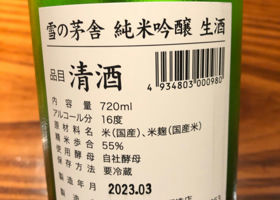 雪の茅舎 純米吟醸 生酒
品目 清酒
4934803000980
内容量 720ml
アルコール分 16度
原材料名 米(国産)、米麹(国産米)
精米歩合 55%
使用酵母 自社酵母
保存方法 要冷蔵
製造年月 2023.03